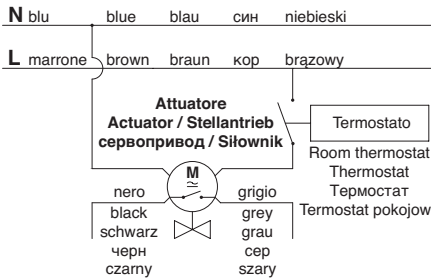 N blu blue blau син niebieski
L marrone brown braun кор brązowy
Attuatore
Actuator / Stellantrieb
сервопривод / Siłownik
Termostato
Room thermostat
Thermostat
Термостат
Termostat pokojow
M
nero
black
schwarz
черн
czarny
grigio
grey
grau
сер
szary